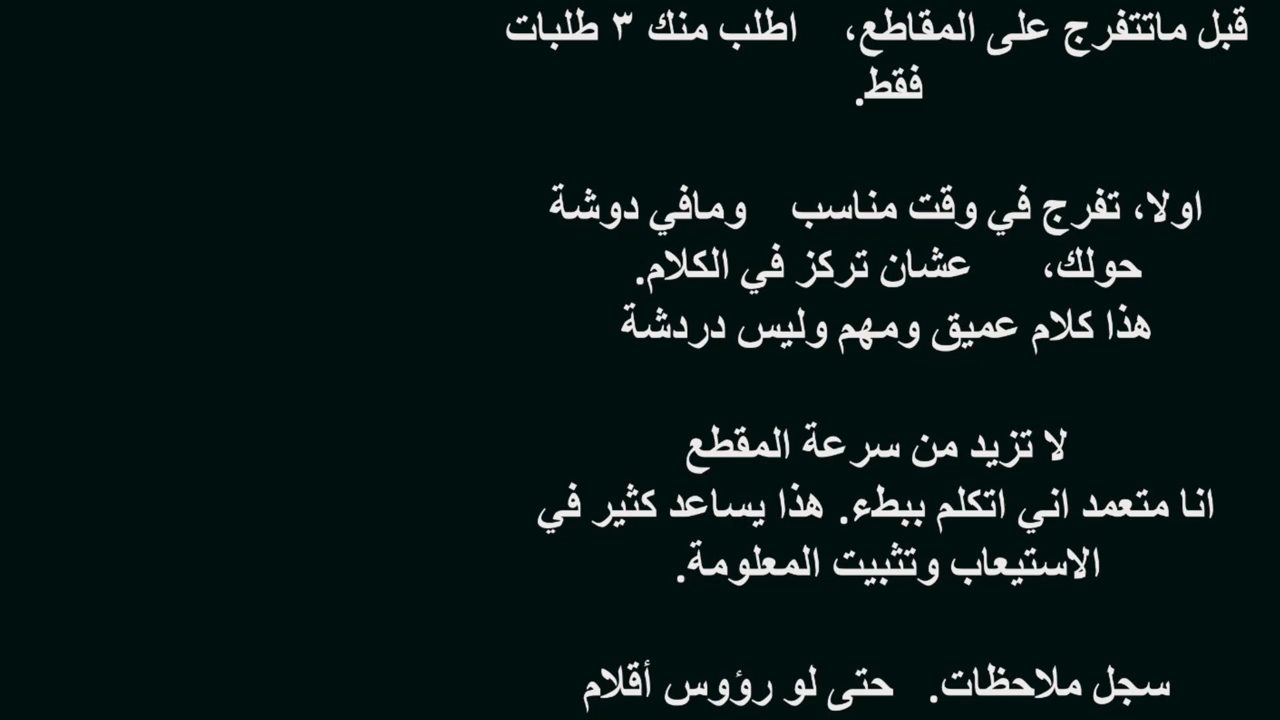 قبل ماتتفرج على المقاطع، اطلب منك ٣ طلبات
فقط.
اولا، تفرج في وقت مناسب ومافي دوشة
حولك، عشان تركز في الكلام.
هذا كلام عميق ومهم وليس دردشة
لا تزيد من سرعة المقطع
انا متعمد اني اتكلم ببطء. هذا يساعد كثير في
الاستيعاب وتثبيت المعلومة.
سجل ملاحظات. حتى لو رؤوس أقلام